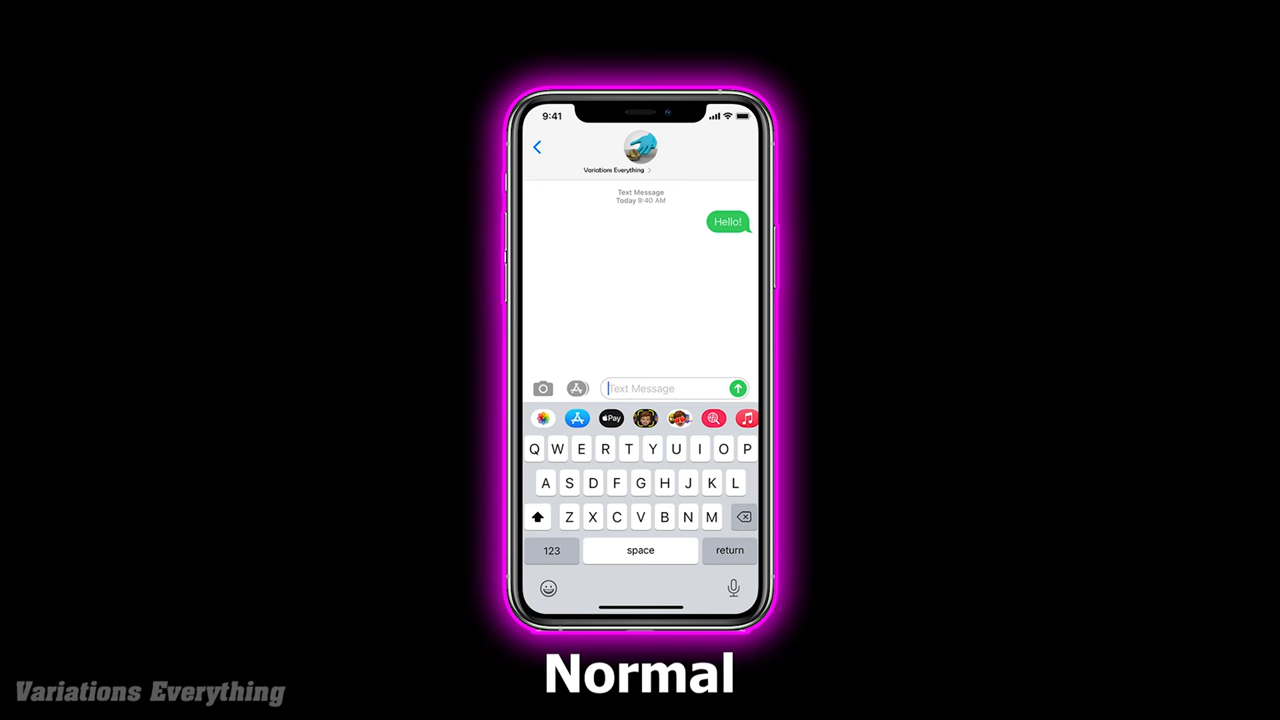 9:41
Variations Everything
Text Message
Today 9:40 AM
Hello!
Text Message
Pay
Q W E R T Y U I O P
A S D F G H J K L
Z X C V B N M
123 space return
Normal
Variations Everything